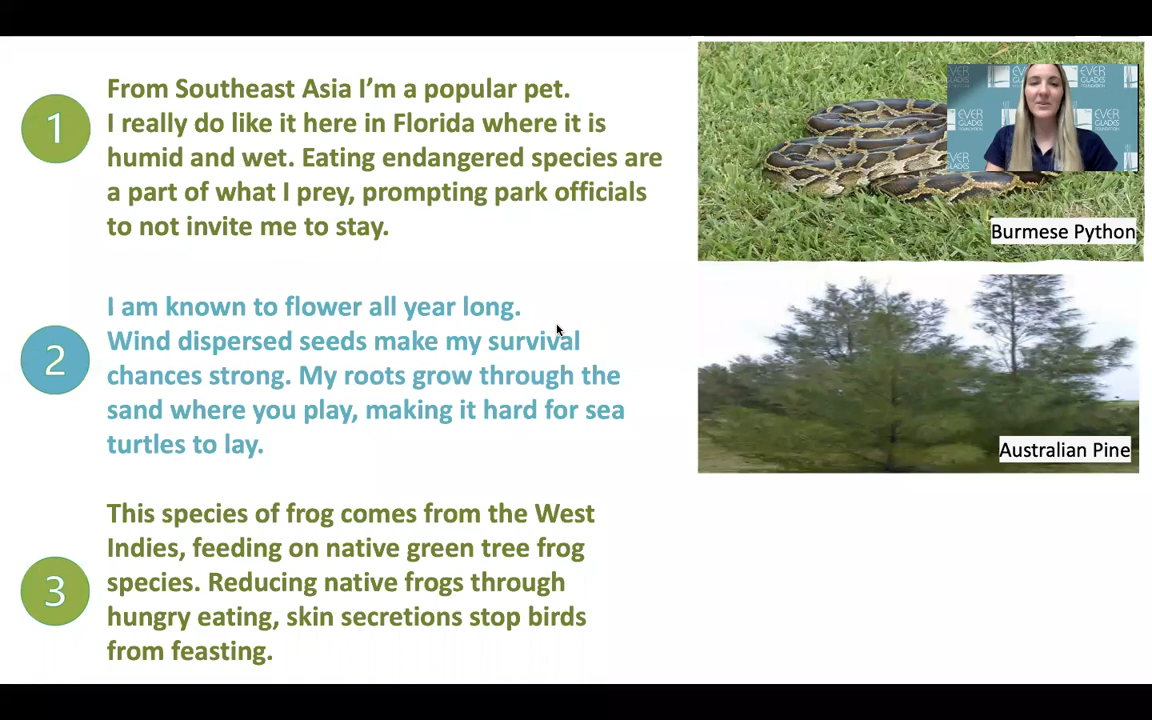 1
From Southeast Asia I'm a popular pet.
I really do like it here in Florida where it is
humid and wet. Eating endangered species are
a part of what I prey, prompting park officials
to not invite me to stay.
EVER
GLADES
FOUNDATION
Burmese Python
2
I am known to flower all year long.
Wind dispersed seeds make my survival
chances strong. My roots grow through the
sand where you play, making it hard for sea
turtles to lay.
Australian Pine
3
This species of frog comes from the West
Indies, feeding on native green tree frog
species. Reducing native frogs through
hungry eating, skin secretions stop birds
from feasting.